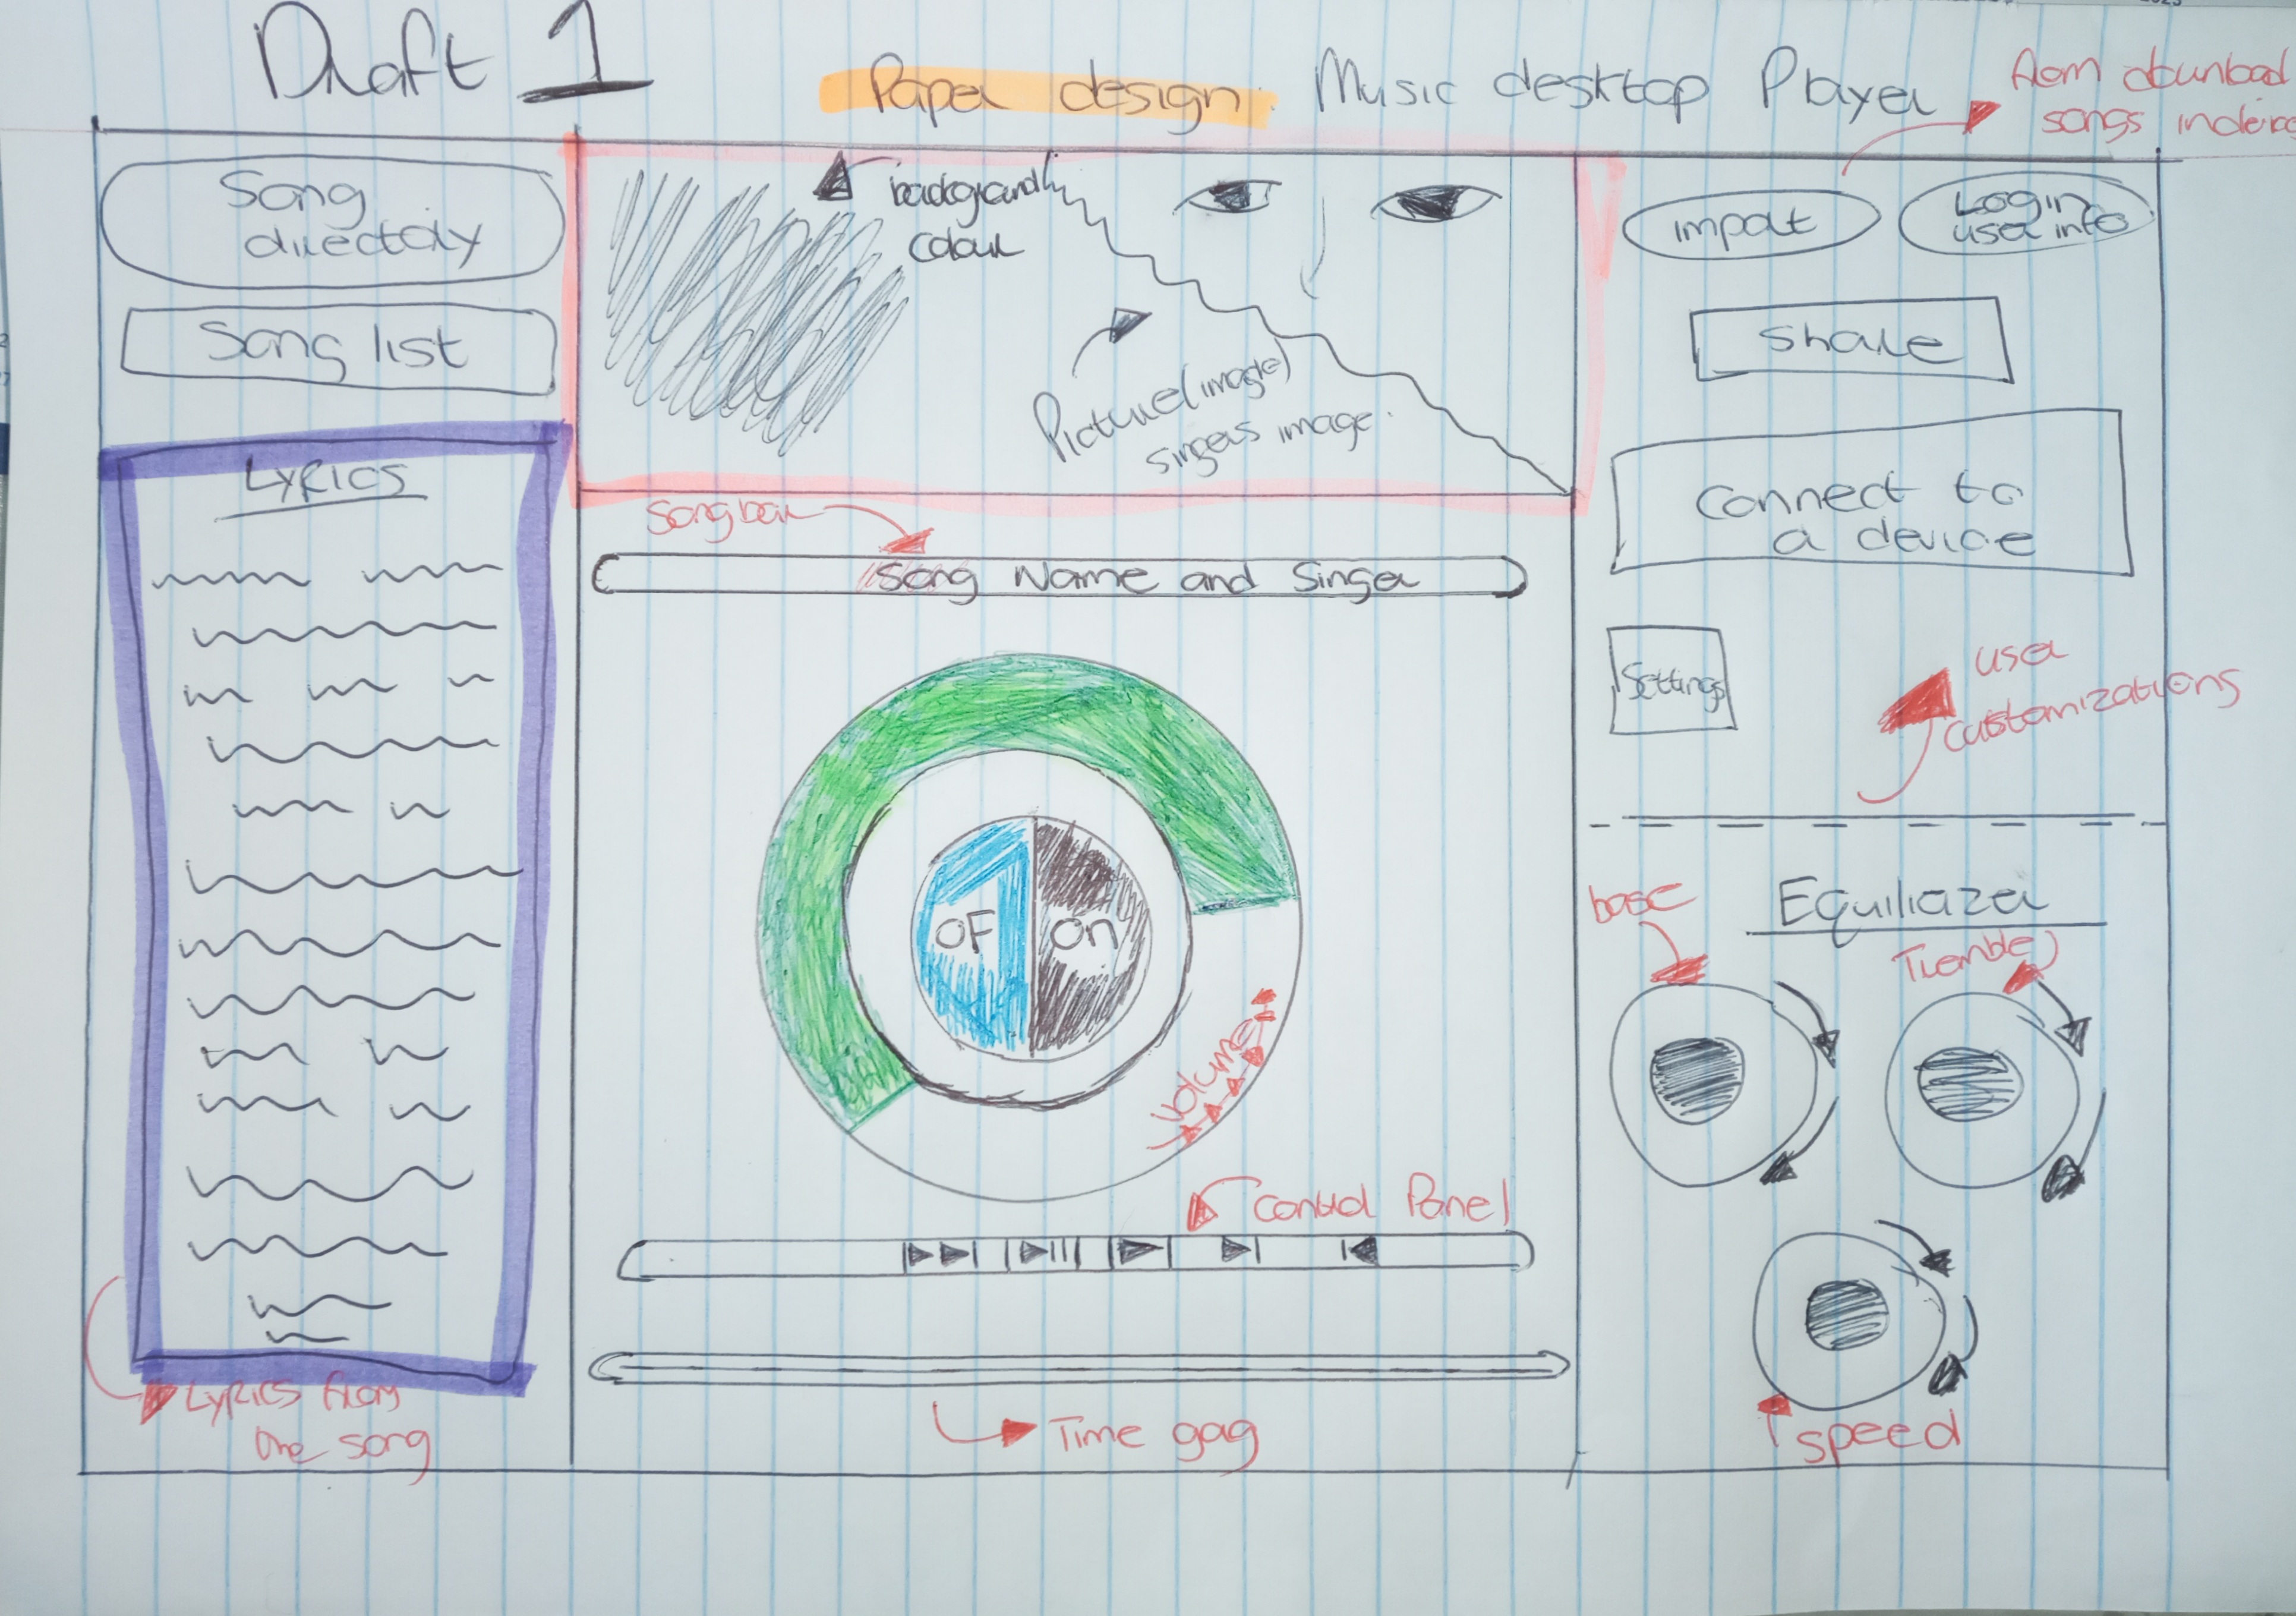 Draft 1
Paper design Music desktop Player
from download
songs
Song
directory
Song list
LYRICS
Lyrics from
the song
background
colour
Picture(image)
singers image.
Song bar
Song Name and Singer
OF
On
Volume
Control Panel
Time gag
import
Login
user info
Share
Connect to
a device
Settings
user
customizations
Equiliazer
base
Tremble
speed